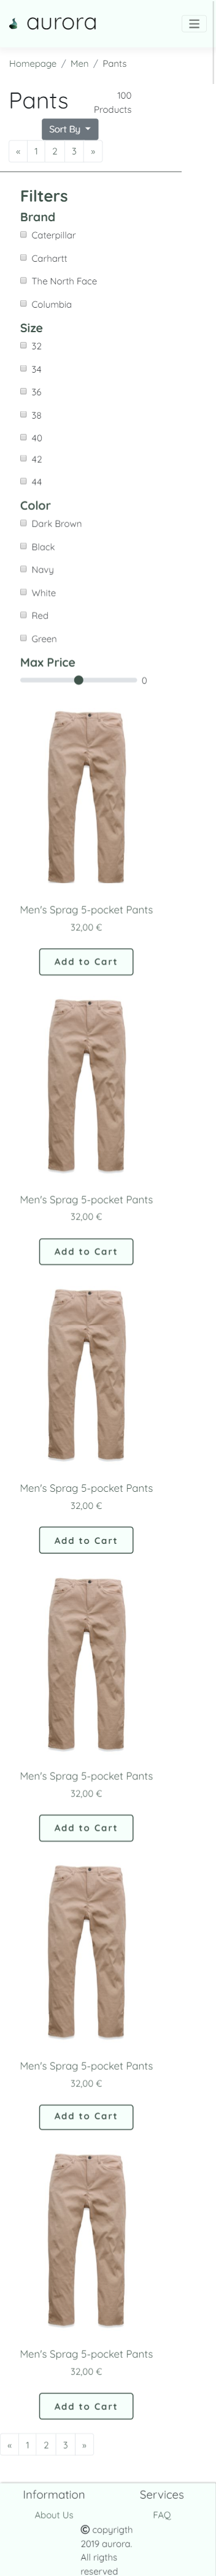 aurora
Homepage / Men / Pants
Pants
100
Products
Sort By
« 1 2 3 »
Filters
Brand
Caterpillar
Carhartt
The North Face
Columbia
Size
32
34
36
38
40
42
44
Color
Dark Brown
Black
Navy
White
Red
Green
Max Price
0
Men's Sprag 5-pocket Pants
32,00 €
Add to Cart
Men's Sprag 5-pocket Pants
32,00 €
Add to Cart
Men's Sprag 5-pocket Pants
32,00 €
Add to Cart
Men's Sprag 5-pocket Pants
32,00 €
Add to Cart
Men's Sprag 5-pocket Pants
32,00 €
Add to Cart
Men's Sprag 5-pocket Pants
32,00 €
Add to Cart
« 1 2 3 »
Information Services
About Us FAQ
© copyrigth
2019 aurora.
All rigths
reserved